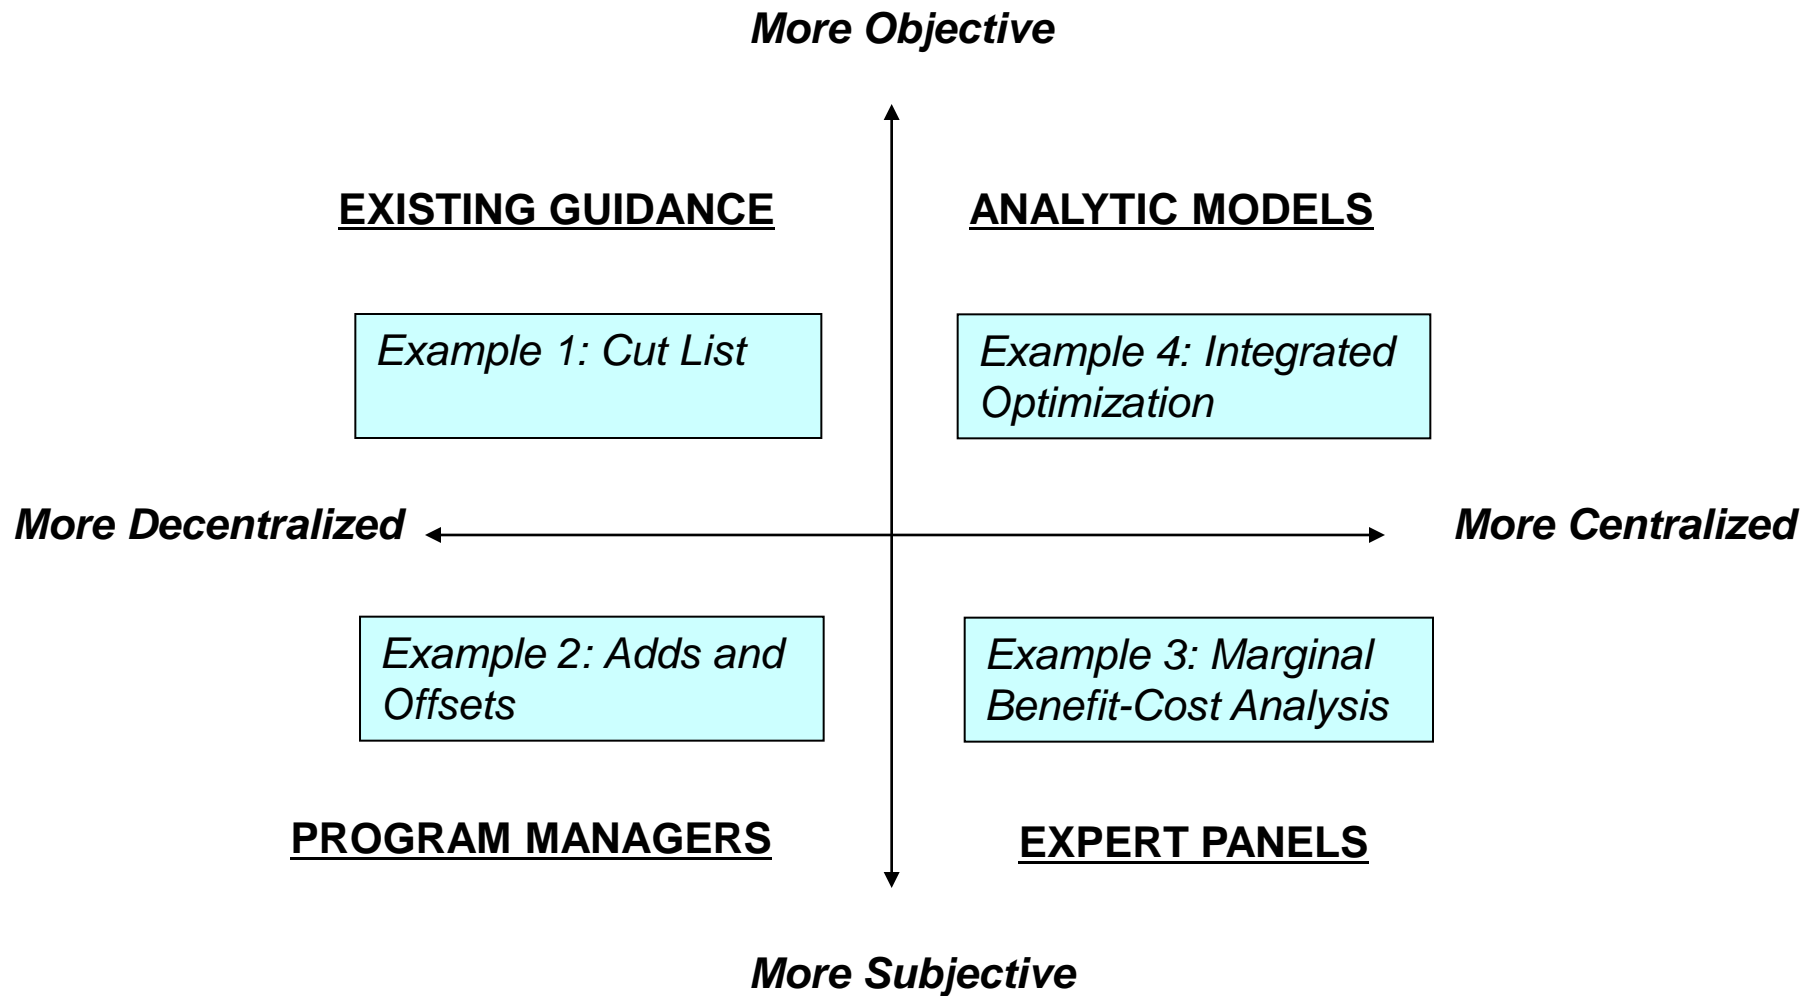 More Objective
EXISTING GUIDANCE
ANALYTIC MODELS
Example 1: Cut List
Example 4: Integrated
Optimization
More Decentralized
More Centralized
Example 2: Adds and
Offsets
Example 3: Marginal
Benefit-Cost Analysis
PROGRAM MANAGERS
EXPERT PANELS
More Subjective